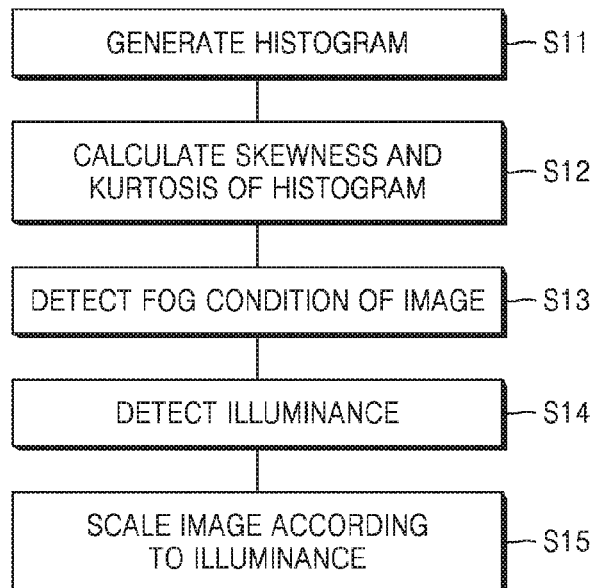 GENERATE HISTOGRAM
S11
CALCULATE SKEWNESS AND
KURTOSIS OF HISTOGRAM
S12
DETECT FOG CONDITION OF IMAGE
S13
DETECT ILLUMINANCE
S14
SCALE IMAGE ACCORDING
TO ILLUMINANCE
S15